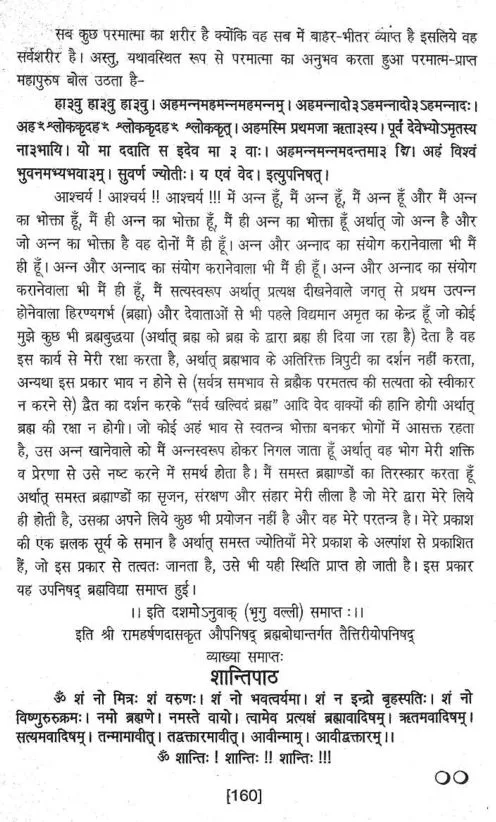 सब कुछ परमात्मा का शरीर है क्योंकि वह सब में बाहर-भीतर व्याप्त है इसलिये वह
सर्वशरीर है। अस्तु, यथावस्थित रूप से परमात्मा का अनुभव करता हुआ परमात्म-प्राप्त
महापुरुष बोल उठता है-
हा३वु हा३वु हा३वु। अहमन्नमहमन्नमहमन्नम्। अहमन्नादो३ऽहमन्नादो३ऽहमन्नादः।
अह*श्लोककृदह* श्लोककृदह* श्लोककृत्। अहमस्मि प्रथमजा ऋता३स्य। पूर्वं देवेभ्योऽमृतस्य
ना३भायि। यो मा ददाति स इदेव मा ३ वाः। अहमन्नमन्नमदन्तमा३ द्मि। अहं विश्वं
भुवनमभ्यभवा३म्। सुवर्ण ज्योतीः। य एवं वेद। इत्युपनिषत्।
आश्चर्य ! आश्चर्य !! आश्चर्य !!! में अन्न हूँ, मैं अन्न हूँ, मैं अन्न हूँ और मैं अन्न
का भोक्ता हूँ, मैं ही अन्न का भोक्ता हूँ, मैं ही अन्न का भोक्ता हूँ अर्थात् जो अन्न है और
जो अन्न का भोक्ता है वह दोनों मैं ही हूँ। अन्न और अन्नाद का संयोग करानेवाला भी मैं
ही हूँ। अन्न और अन्नाद का संयोग करानेवाला भी मैं ही हूँ। अन्न और अन्नाद का संयोग
करानेवाला भी मैं ही हूँ, मैं सत्यस्वरूप अर्थात् प्रत्यक्ष दीखनेवाले जगत् से प्रथम उत्पन्न
होनेवाला हिरण्यगर्भ (ब्रह्मा) और देवताओं से भी पहले विद्यमान अमृत का केन्द्र हूँ जो कोई
मुझे कुछ भी ब्रह्मबुद्धया (अर्थात् ब्रह्म को ब्रह्म के द्वारा ब्रह्म ही दिया जा रहा है) देता है वह
इस कार्य से मेरी रक्षा करता है, अर्थात् ब्रह्मभाव के अतिरिक्त त्रिपुटी का दर्शन नहीं करता,
अन्यथा इस प्रकार भाव न होने से (सर्वत्र समभाव से ब्रह्मैक परमतत्व की सत्यता को स्वीकार
न करने से) द्वैत का दर्शन करके “सर्व खल्विदं ब्रह्म” आदि वेद वाक्यों की हानि होगी अर्थात्
ब्रह्म की रक्षा न होगी। जो कोई अहं भाव से स्वतन्त्र भोक्ता बनकर भोगों में आसक्त रहता
है, उस अन्न खानेवाले को मैं अन्नस्वरूप होकर निगल जाता हूँ अर्थात् वह भोग मेरी शक्ति
व प्रेरणा से उसे नष्ट करने में समर्थ होता है। मैं समस्त ब्रह्माण्डों का तिरस्कार करता हूँ
अर्थात् समस्त ब्रह्माण्डों का सृजन, संरक्षण और संहार मेरी लीला है जो मेरे द्वारा मेरे लिये
ही होती है, उसका अपने लिये कुछ भी प्रयोजन नहीं है और वह मेरे परतन्त्र है। मेरे प्रकाश
की एक झलक सूर्य के समान है अर्थात् समस्त ज्योतियाँ मेरे प्रकाश के अल्पांश से प्रकाशित
हैं, जो इस प्रकार से तत्वतः जानता है, उसे भी यही स्थिति प्राप्त हो जाती है। इस प्रकार
यह उपनिषद् ब्रह्मविद्या समाप्त हुई।
।। इति दशमोऽनुवाक् (भृगु वल्ली) समाप्त :।।
इति श्री रामहर्षणदासकृत औपनिषद् ब्रह्मबोधान्तर्गत तैत्तिरीयोपनिषद्
व्याख्या समाप्तः
शान्तिपाठ
ॐ शं नो मित्रः शं वरुणः। शं नो भवत्वर्यमा। शं न इन्द्रो बृहस्पतिः। शं नो
विष्णुरुरुक्रमः। नमो ब्रह्मणे। नमस्ते वायो। त्वामेव प्रत्यक्षं ब्रह्मावादिषम्। ऋतमवादिषम्।
सत्यमवादिषम्। तन्मामावीत्। तद्वक्तारमावीत्। आवीन्माम्। आवीद्वक्तारम्।।
ॐ शान्तिः ! शान्तिः !! शान्तिः !!!
[160]